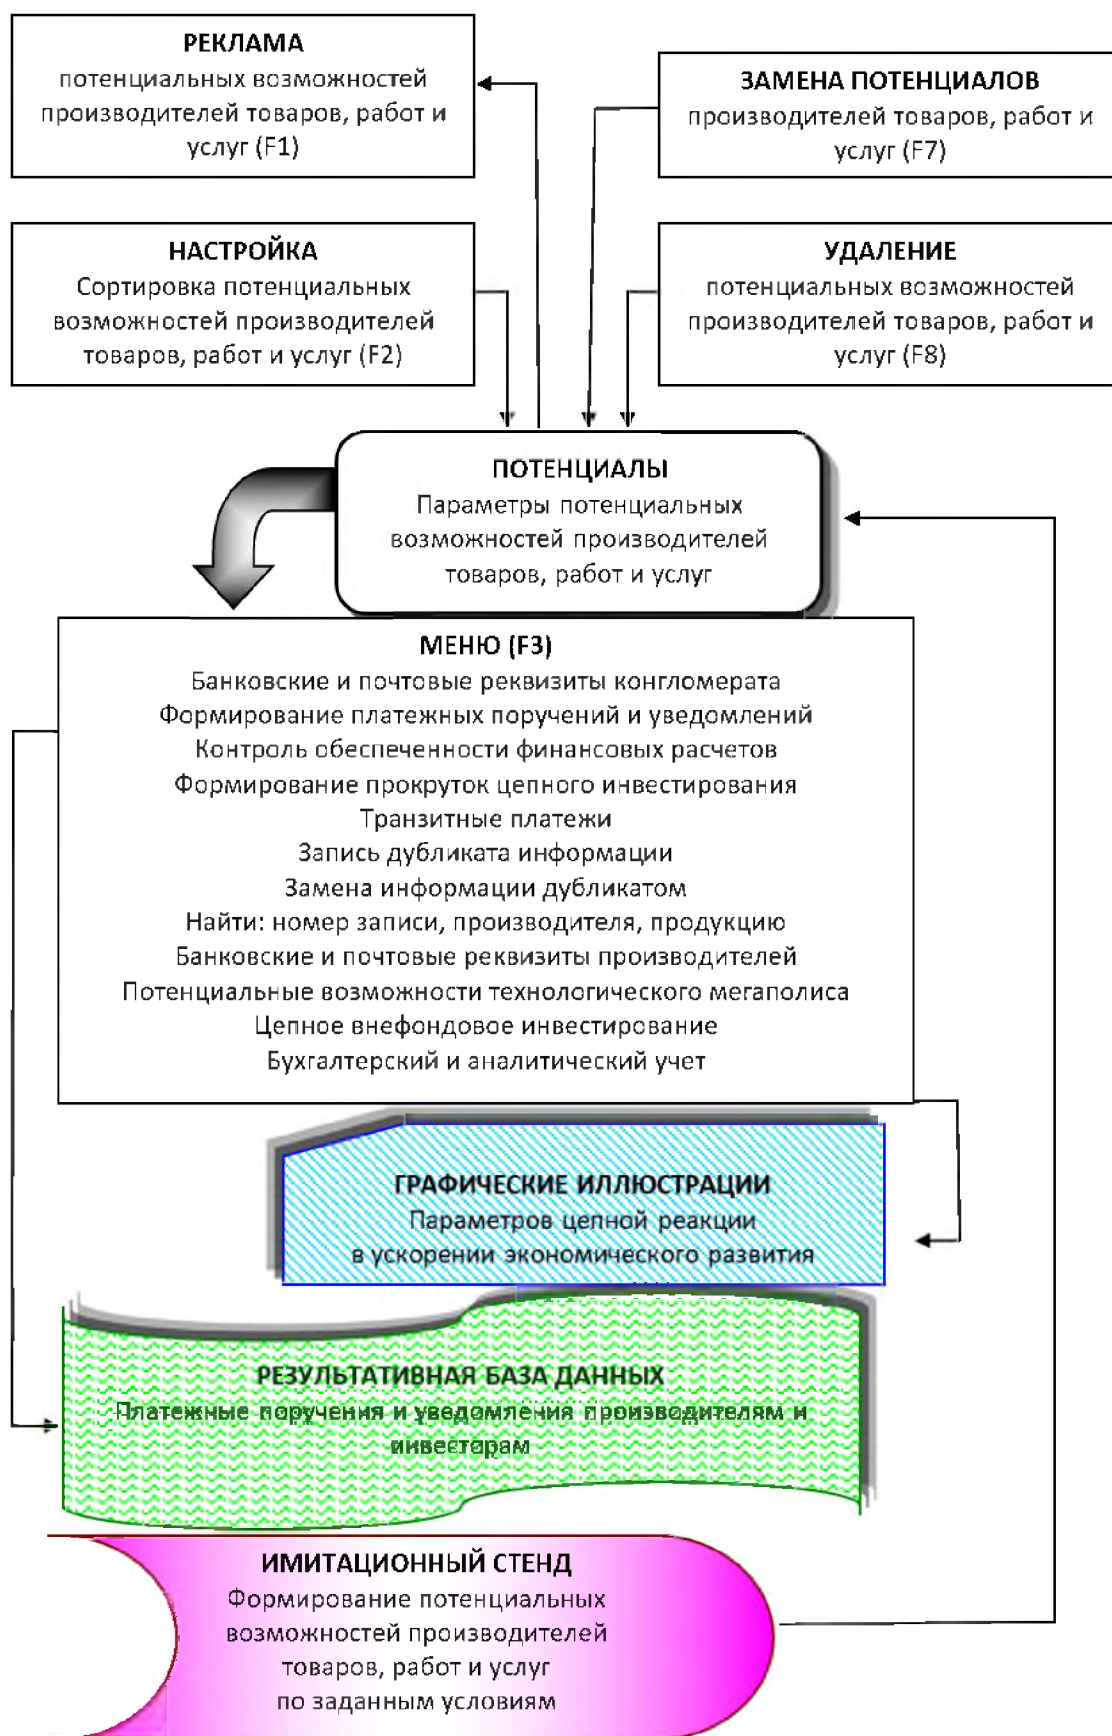 РЕКЛАМА
потенциальных возможностей
производителей товаров, работ и
услуг (F1)
ЗАМЕНА ПОТЕНЦИАЛОВ
производителей товаров, работ и
услуг (F7)
НАСТРОЙКА
Сортировка потенциальных
возможностей производителей
товаров, работ и услуг (F2)
УДАЛЕНИЕ
потенциальных возможностей
производителей товаров, работ и
услуг (F8)
ПОТЕНЦИАЛЫ
Параметры потенциальных
возможностей производителей
товаров, работ и услуг
МЕНЮ (F3)
Банковские и почтовые реквизиты конгломерата
Формирование платежных поручений и уведомлений
Контроль обеспеченности финансовых расчетов
Формирование прокруток цепного инвестирования
Транзитные платежи
Запись дубликата информации
Замена информации дубликатом
Найти: номер записи, производителя, продукцию
Банковские и почтовые реквизиты производителей
Потенциальные возможности технологического мегаполиса
Цепное внефондовое инвестирование
Бухгалтерский и аналитический учет
ГРАФИЧЕСКИЕ ИЛЛЮСТРАЦИИ
Параметров цепной реакции
в ускорении экономического развития
РЕЗУЛЬТАТИВНАЯ БАЗА ДАННЫХ
Платежные поручения и уведомления производителям и
инвесторам
ИМИТАЦИОННЫЙ СТЕНД
Формирование потенциальных
возможностей производителей
товаров, работ и услуг
по заданным условиям